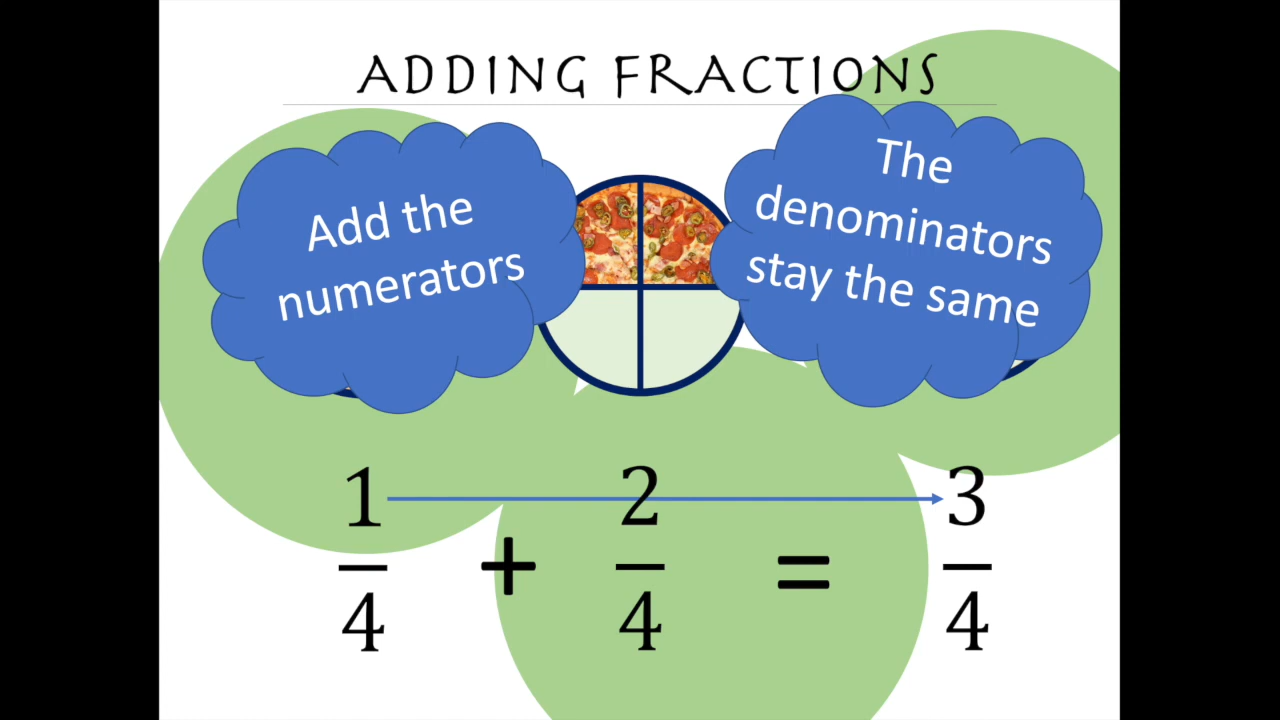 ADDING FRACTIONS
Add the
numerators
The
denominators
stay the same
1/4 + 2/4 = 3/4